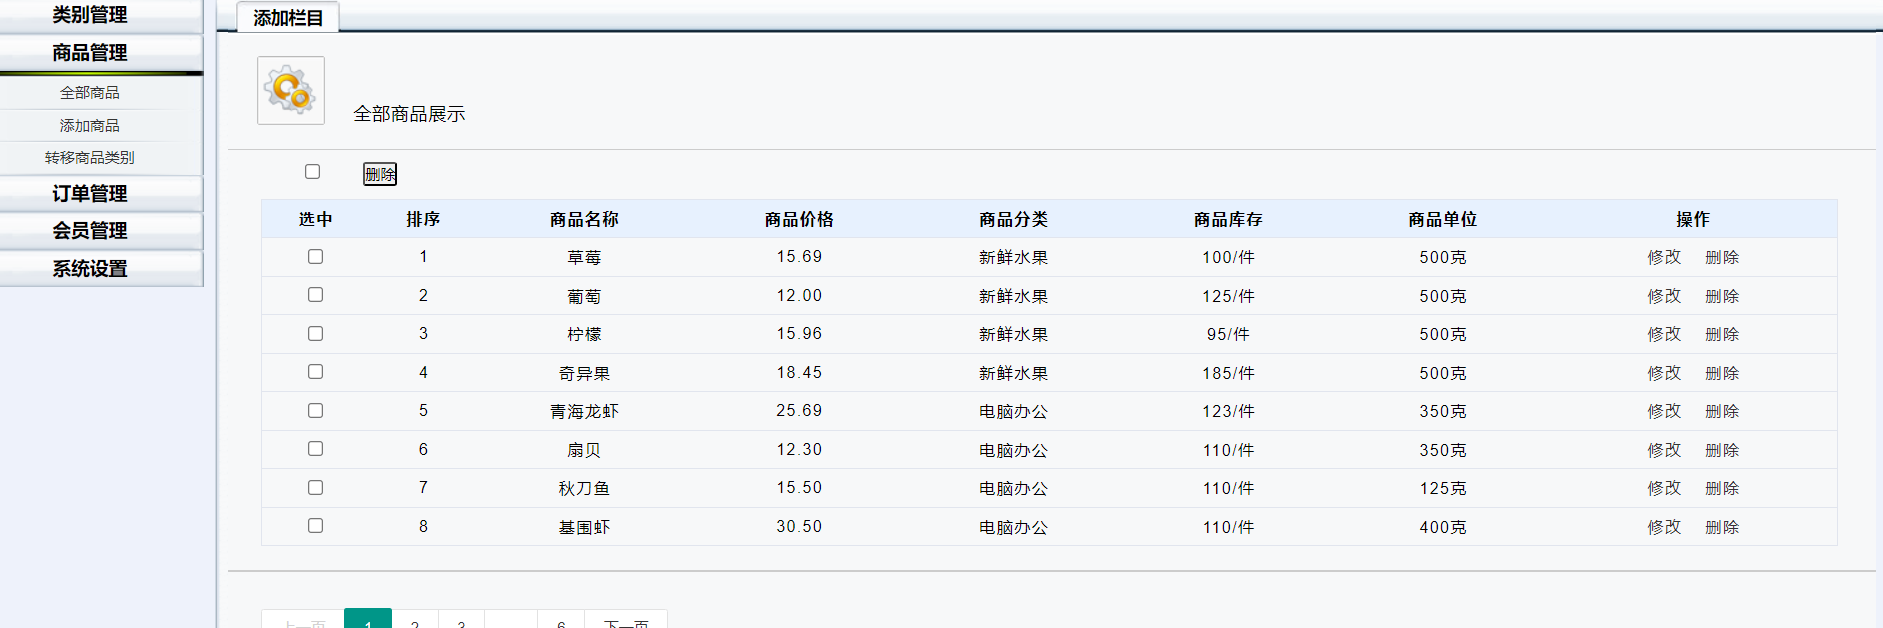 类别管理
商品管理
全部商品
添加商品
转移商品类别
订单管理
会员管理
系统设置
添加栏目
全部商品展示
删除
选中 排序 商品名称 商品价格 商品分类 商品库存 商品单位 操作
1 草莓 15.69 新鲜水果 100/件 500克 修改 删除
2 葡萄 12.00 新鲜水果 125/件 500克 修改 删除
3 柠檬 15.96 新鲜水果 95/件 500克 修改 删除
4 奇异果 18.45 新鲜水果 185/件 500克 修改 删除
5 青海龙虾 25.69 电脑办公 123/件 350克 修改 删除
6 扇贝 12.30 电脑办公 110/件 350克 修改 删除
7 秋刀鱼 15.50 电脑办公 110/件 125克 修改 删除
8 基围虾 30.50 电脑办公 110/件 400克 修改 删除
上一页 1 2 3 6 下一页